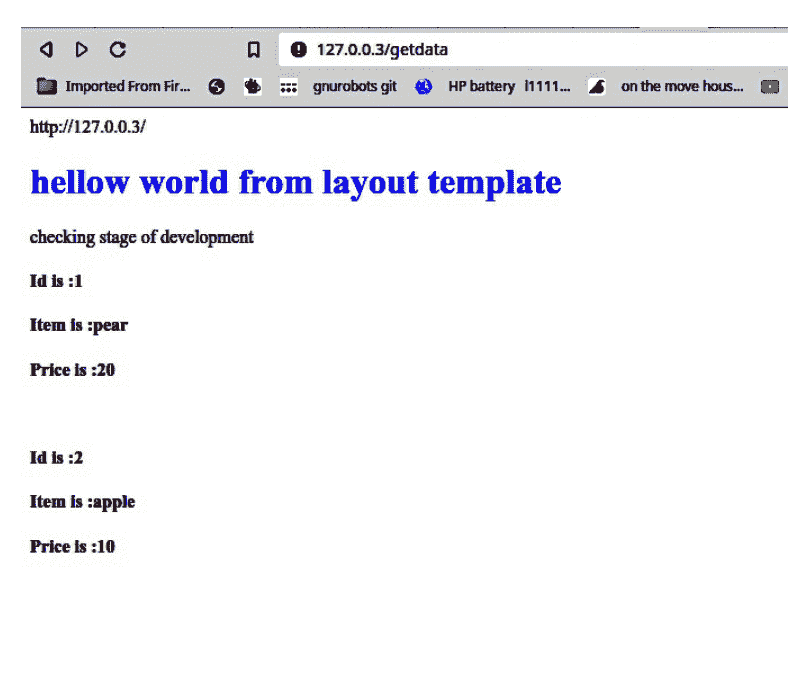 127.0.0.3/getdata
Imported From Fir... gnurobots git HP battery l1111... on the move hous...
http://127.0.0.3/
hellow world from layout template
checking stage of development
Id is :1
Item is :pear
Price is :20
Id is :2
Item is :apple
Price is :10